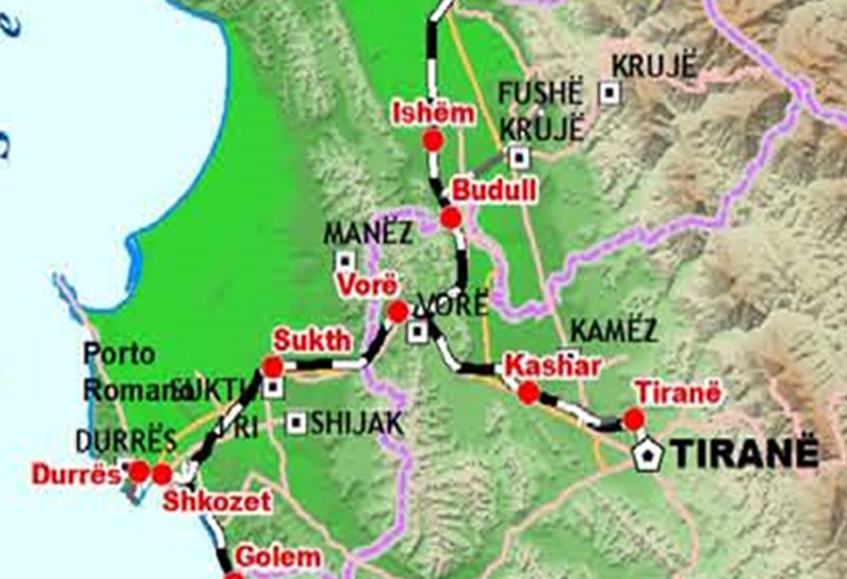 KRUJË
FUSHË
KRUJË
Ishëm
Budull
MANËZ
Vorë
VORË
Sukth
KAMËZ
Porto
Romano
Kashar
Tiranë
SHIJAK
DURRËS
TIRANË
Durrës
Shkozet
Golem